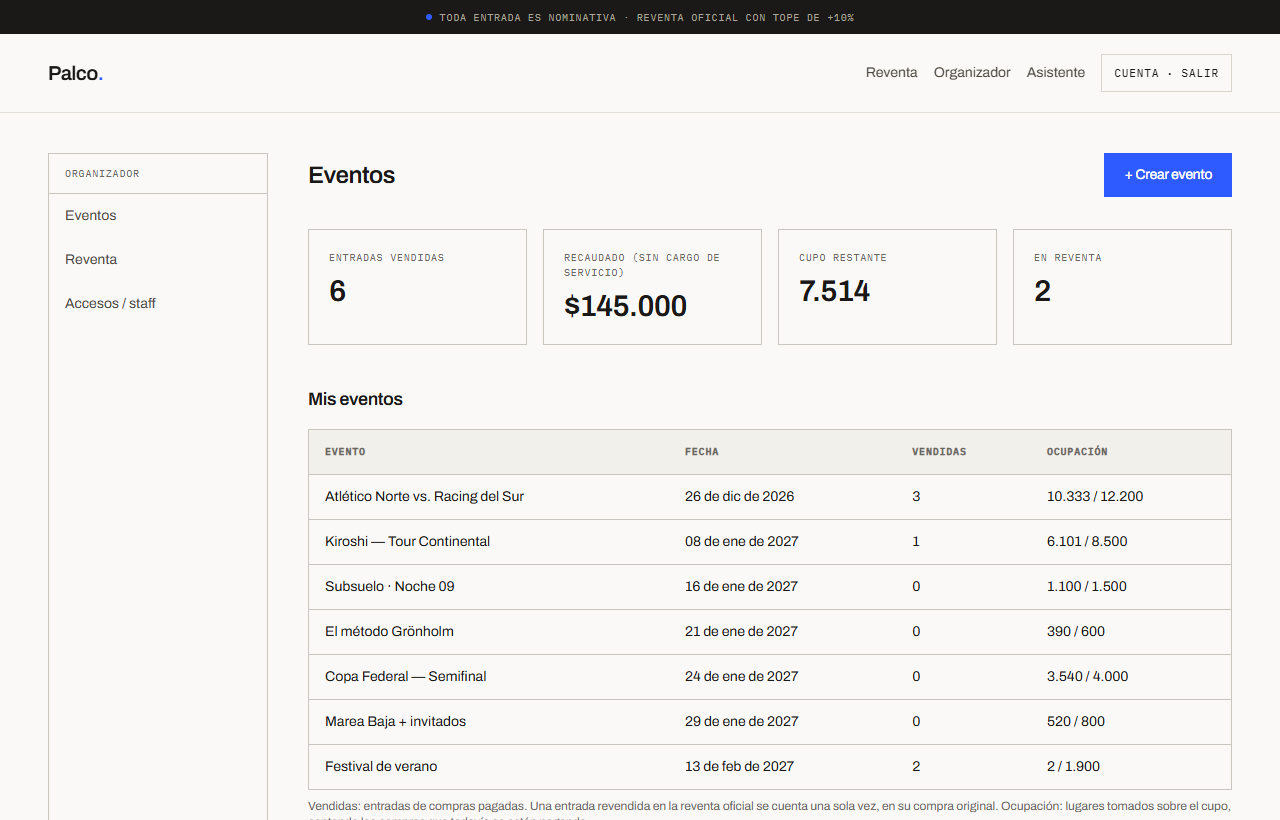 TODA ENTRADA ES NOMINATIVA · REVENTA OFICIAL CON TOPE DE +10%
Palco.
Reventa
Organizador
Asistente
CUENTA · SALIR
ORGANIZADOR
Eventos
Reventa
Accesos / staff
Eventos
+ Crear evento
ENTRADAS VENDIDAS
6
RECAUDADO (SIN CARGO DE
SERVICIO)
$145.000
CUPO RESTANTE
7.514
EN REVENTA
2
Mis eventos
EVENTO FECHA VENDIDAS OCUPACIÓN
Atlético Norte vs. Racing del Sur 26 de dic de 2026 3 10.333 / 12.200
Kiroshi — Tour Continental 08 de ene de 2027 1 6.101 / 8.500
Subsuelo · Noche 09 16 de ene de 2027 0 1.100 / 1.500
El método Grönholm 21 de ene de 2027 0 390 / 600
Copa Federal — Semifinal 24 de ene de 2027 0 3.540 / 4.000
Marea Baja + invitados 29 de ene de 2027 0 520 / 800
Festival de verano 13 de feb de 2027 2 2 / 1.900
Vendidas: entradas de compras pagadas. Una entrada revendida en la reventa oficial se cuenta una sola vez, en su compra original. Ocupación: lugares tomados sobre el cupo,